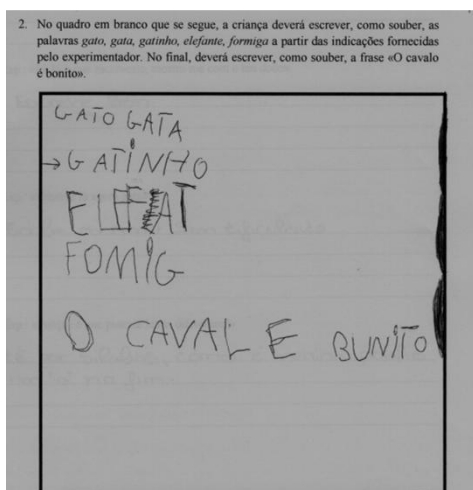 2. No quadro em branco que se segue, a criança deverá escrever, como souber, as
palavras gato, gata, gatinho, elefante, formiga a partir das indicações fornecidas
pelo experimentador. No final, deverá escrever, como souber, a frase «O cavalo
é bonito».
GATO GATA
→GATiNHO
ELEFAT
FOMiG
O CAVAL E BUNiTO